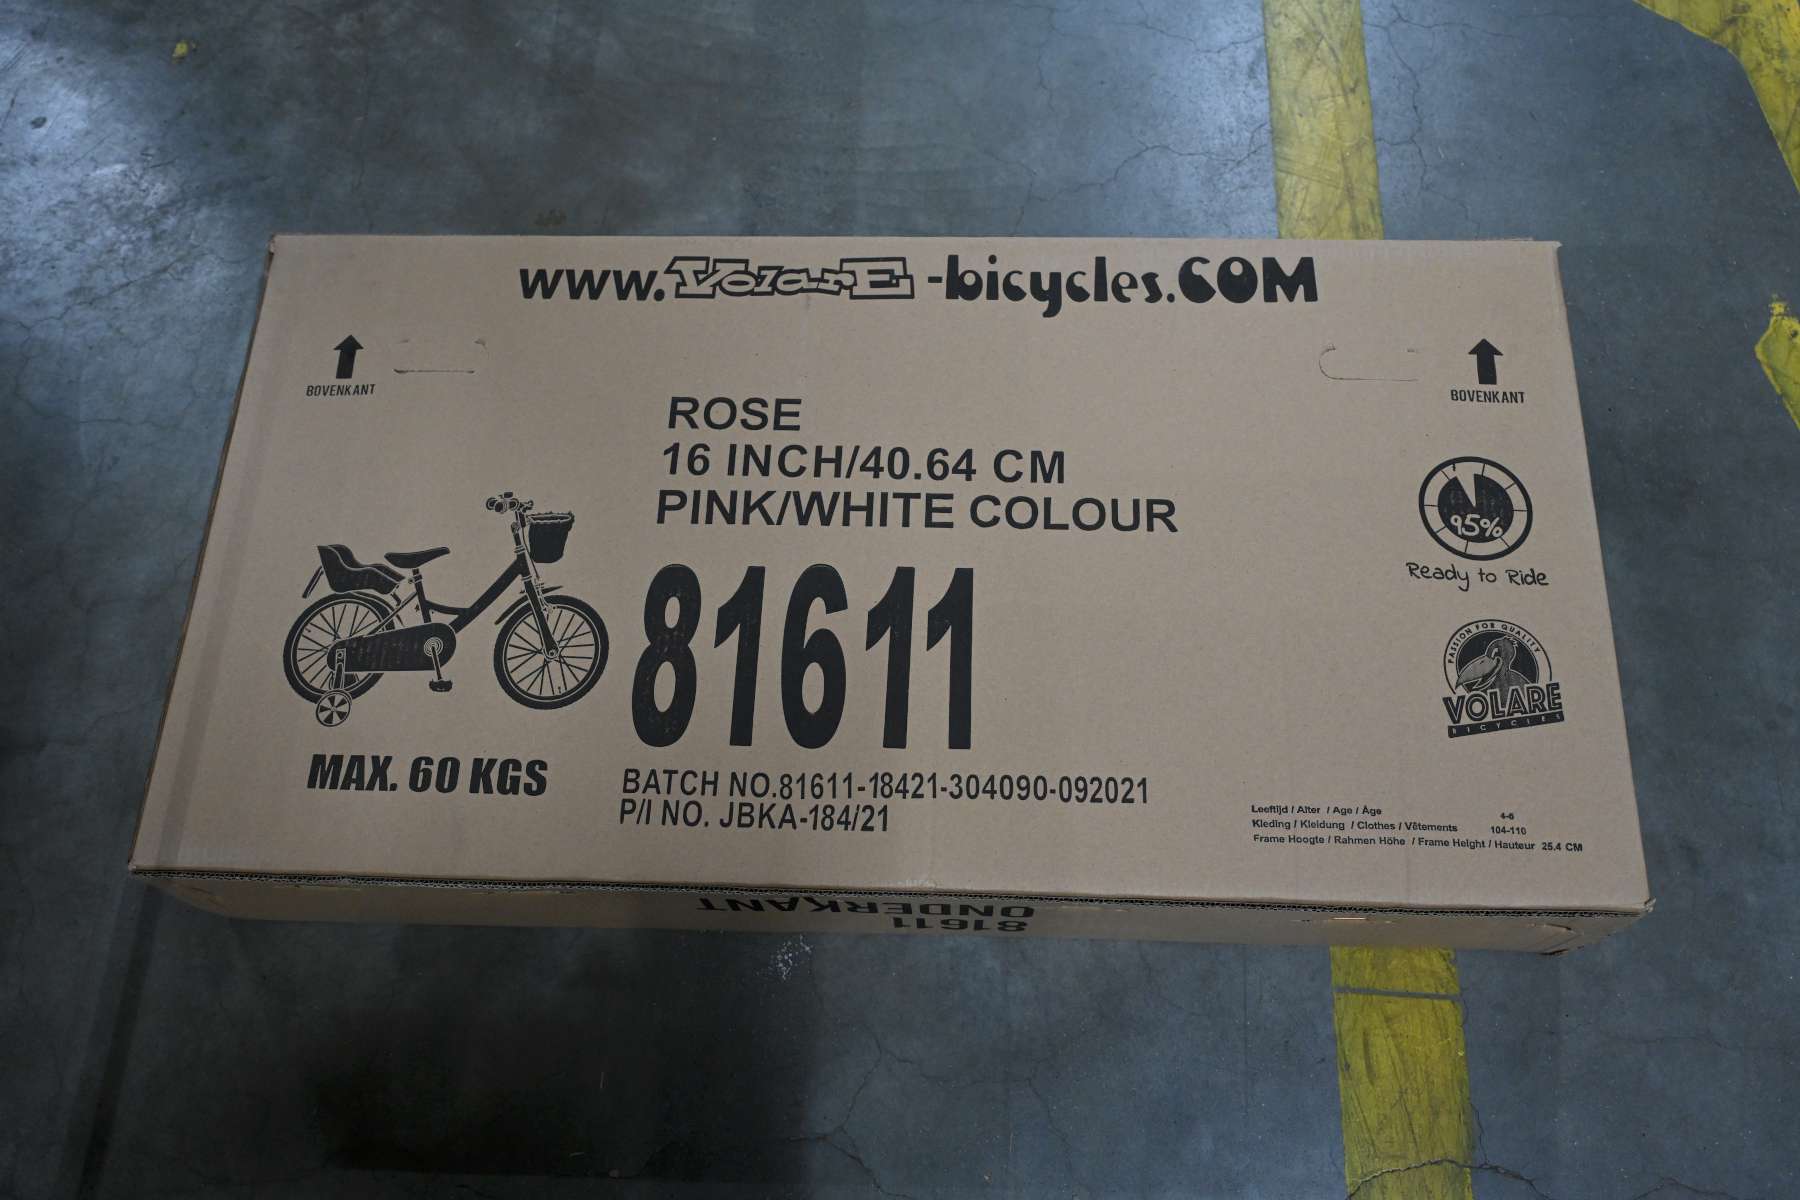 www.VolarE-bicycles.COM
BOVENKANT
BOVENKANT
ROSE
16 INCH/40.64 CM
PINK/WHITE COLOUR
95%
Ready to Ride
81611
PASSION FOR QUALITY
VOLARE
BICYCLES
MAX. 60 KGS
BATCH NO.81611-18421-304090-092021
P/I NO. JBKA-184/21
Leeftijd / Alter / Age / Âge 4-6
Kleding / Kleidung / Clothes / Vêtements 104-110
Frame Hoogte / Rahmen Höhe / Frame Height / Hauteur 25.4 CM
81611
ONDERKANT